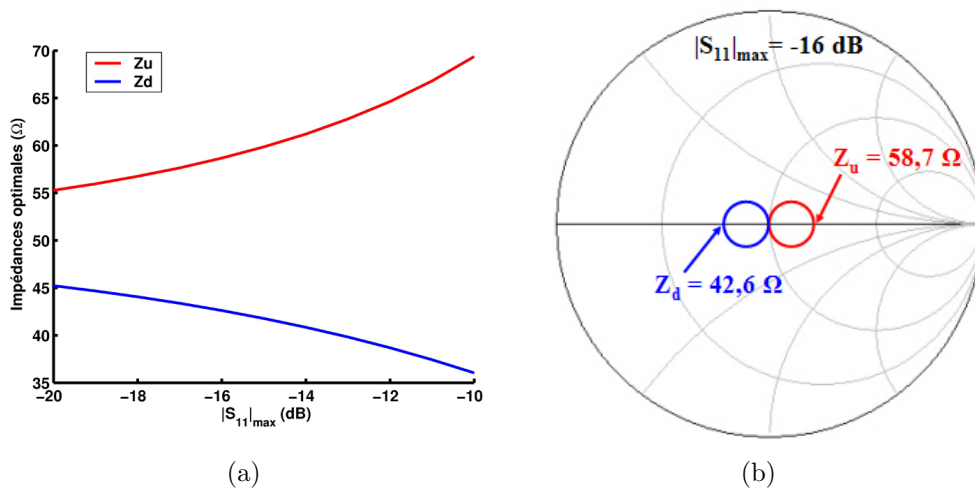 70
65
60
55
50
45
40
35
Impédances optimales (Ω)
Zu
Zd
−20 −18 −16 −14 −12 −10
|S11|max (dB)
(a)
|S11|max= -16 dB
Zu = 58,7 Ω
Zd = 42,6 Ω
(b)